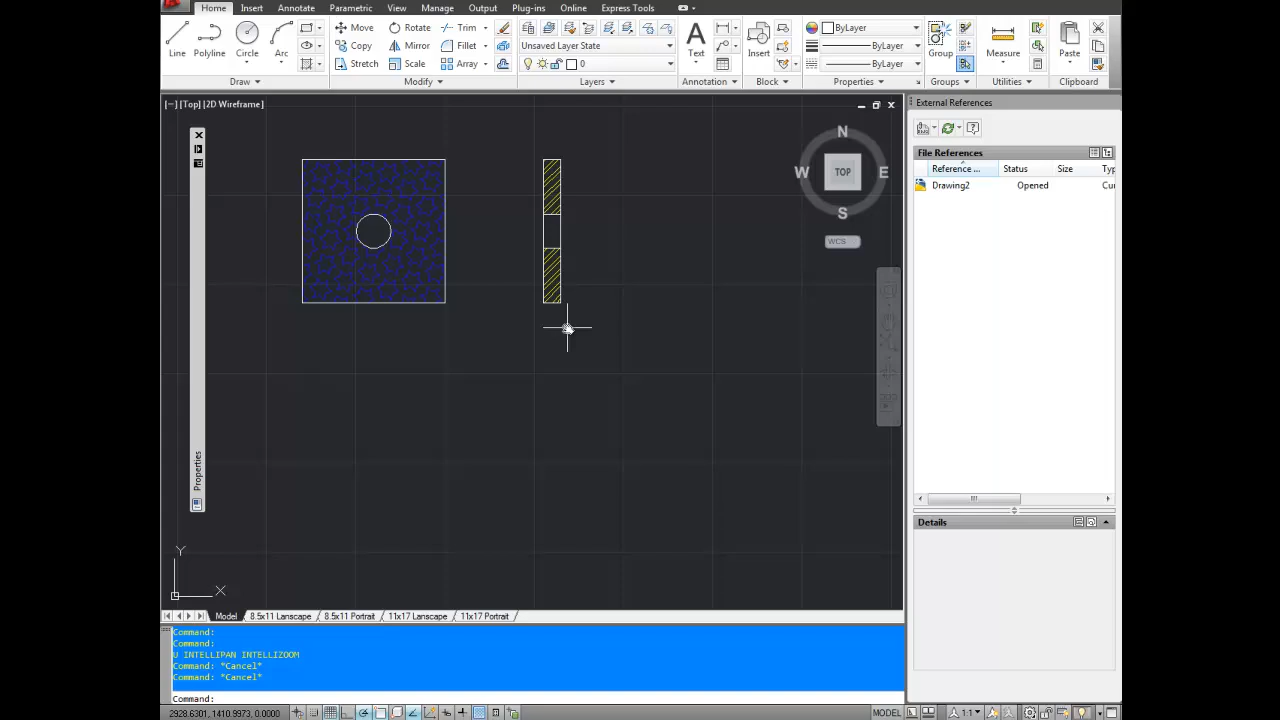 Home Insert Annotate Parametric View Manage Output Plug-ins Online Express Tools
Line Polyline Circle Arc
Move Rotate Trim
Copy Mirror Fillet
Stretch Scale Array
Unsaved Layer State
0
Text
Insert
ByLayer
ByLayer
ByLayer
Group
Measure
Paste
Draw Modify Layers Annotation Block Properties Groups Utilities Clipboard
[−] [Top] [2D Wireframe]
N
W TOP E
S
WCS
Properties
Y
X
External References
File References
Reference ... Status Size Typ
Drawing2 Opened Cur
Details
Model 8.5x11 Lanscape 8.5x11 Portrait 11x17 Lanscape 11x17 Portrait
Command:
Command:
U INTELLIPAN INTELLIZOOM
Command: *Cancel*
Command: *Cancel*
Command:
2928.6301, 1410.9973, 0.0000
MODEL
1:1